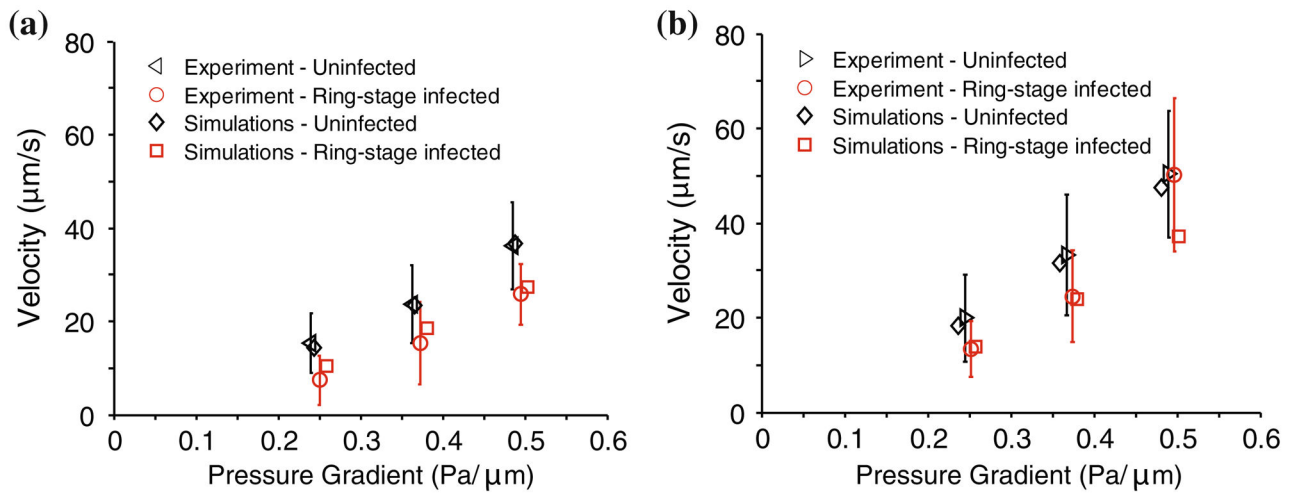 (a)
80
60
40
20
0
Velocity (μm/s)
Experiment - Uninfected
Experiment - Ring-stage infected
Simulations - Uninfected
Simulations - Ring-stage infected
0 0.1 0.2 0.3 0.4 0.5 0.6
Pressure Gradient (Pa/μm)
(b)
80
60
40
20
0
Velocity (μm/s)
Experiment - Uninfected
Experiment - Ring-stage infected
Simulations - Uninfected
Simulations - Ring-stage infected
0 0.1 0.2 0.3 0.4 0.5 0.6
Pressure Gradient (Pa/μm)